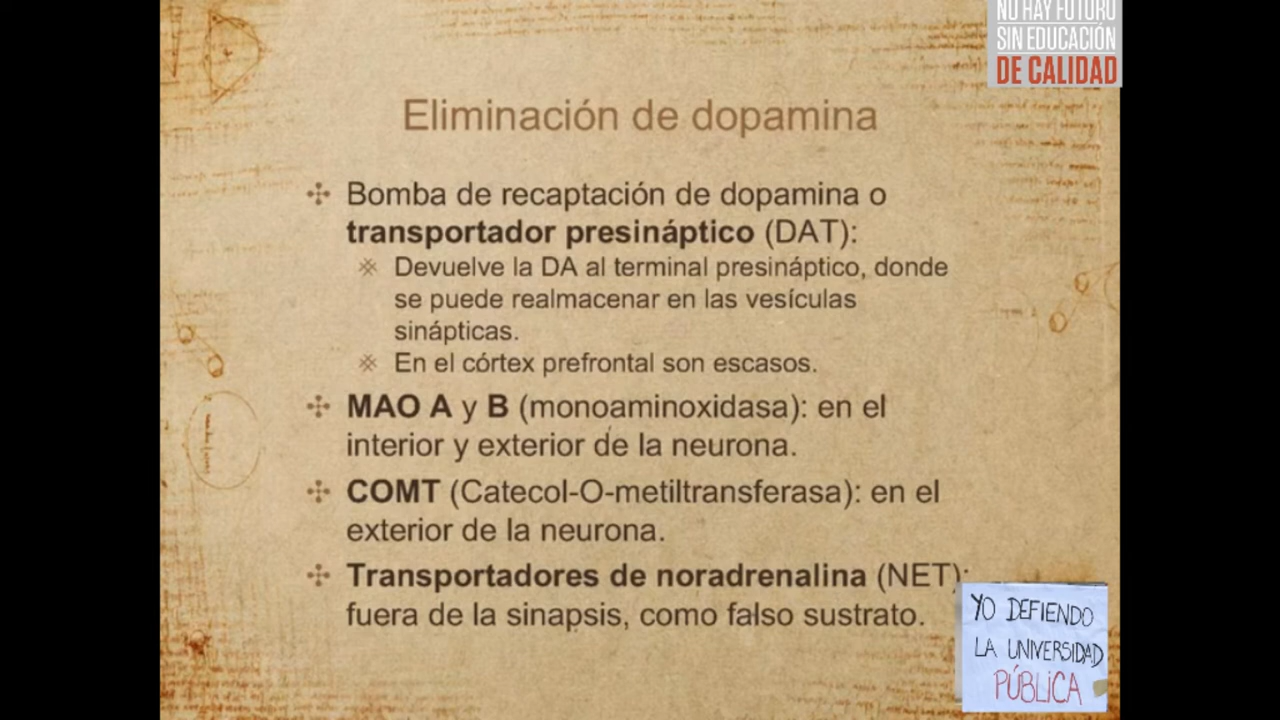 NO HAY FUTURO
SIN EDUCACIÓN
DE CALIDAD
Eliminación de dopamina
Bomba de recaptación de dopamina o
transportador presináptico (DAT):
Devuelve la DA al terminal presináptico, donde
se puede realmacenar en las vesículas
sinápticas.
En el córtex prefrontal son escasos.
MAO A y B (monoaminoxidasa): en el
interior y exterior de la neurona.
COMT (Catecol-O-metiltransferasa): en el
exterior de la neurona.
Transportadores de noradrenalina (NET):
fuera de la sinapsis, como falso sustrato.
YO DEFIENDO
LA UNIVERSIDAD
PÚBLICA